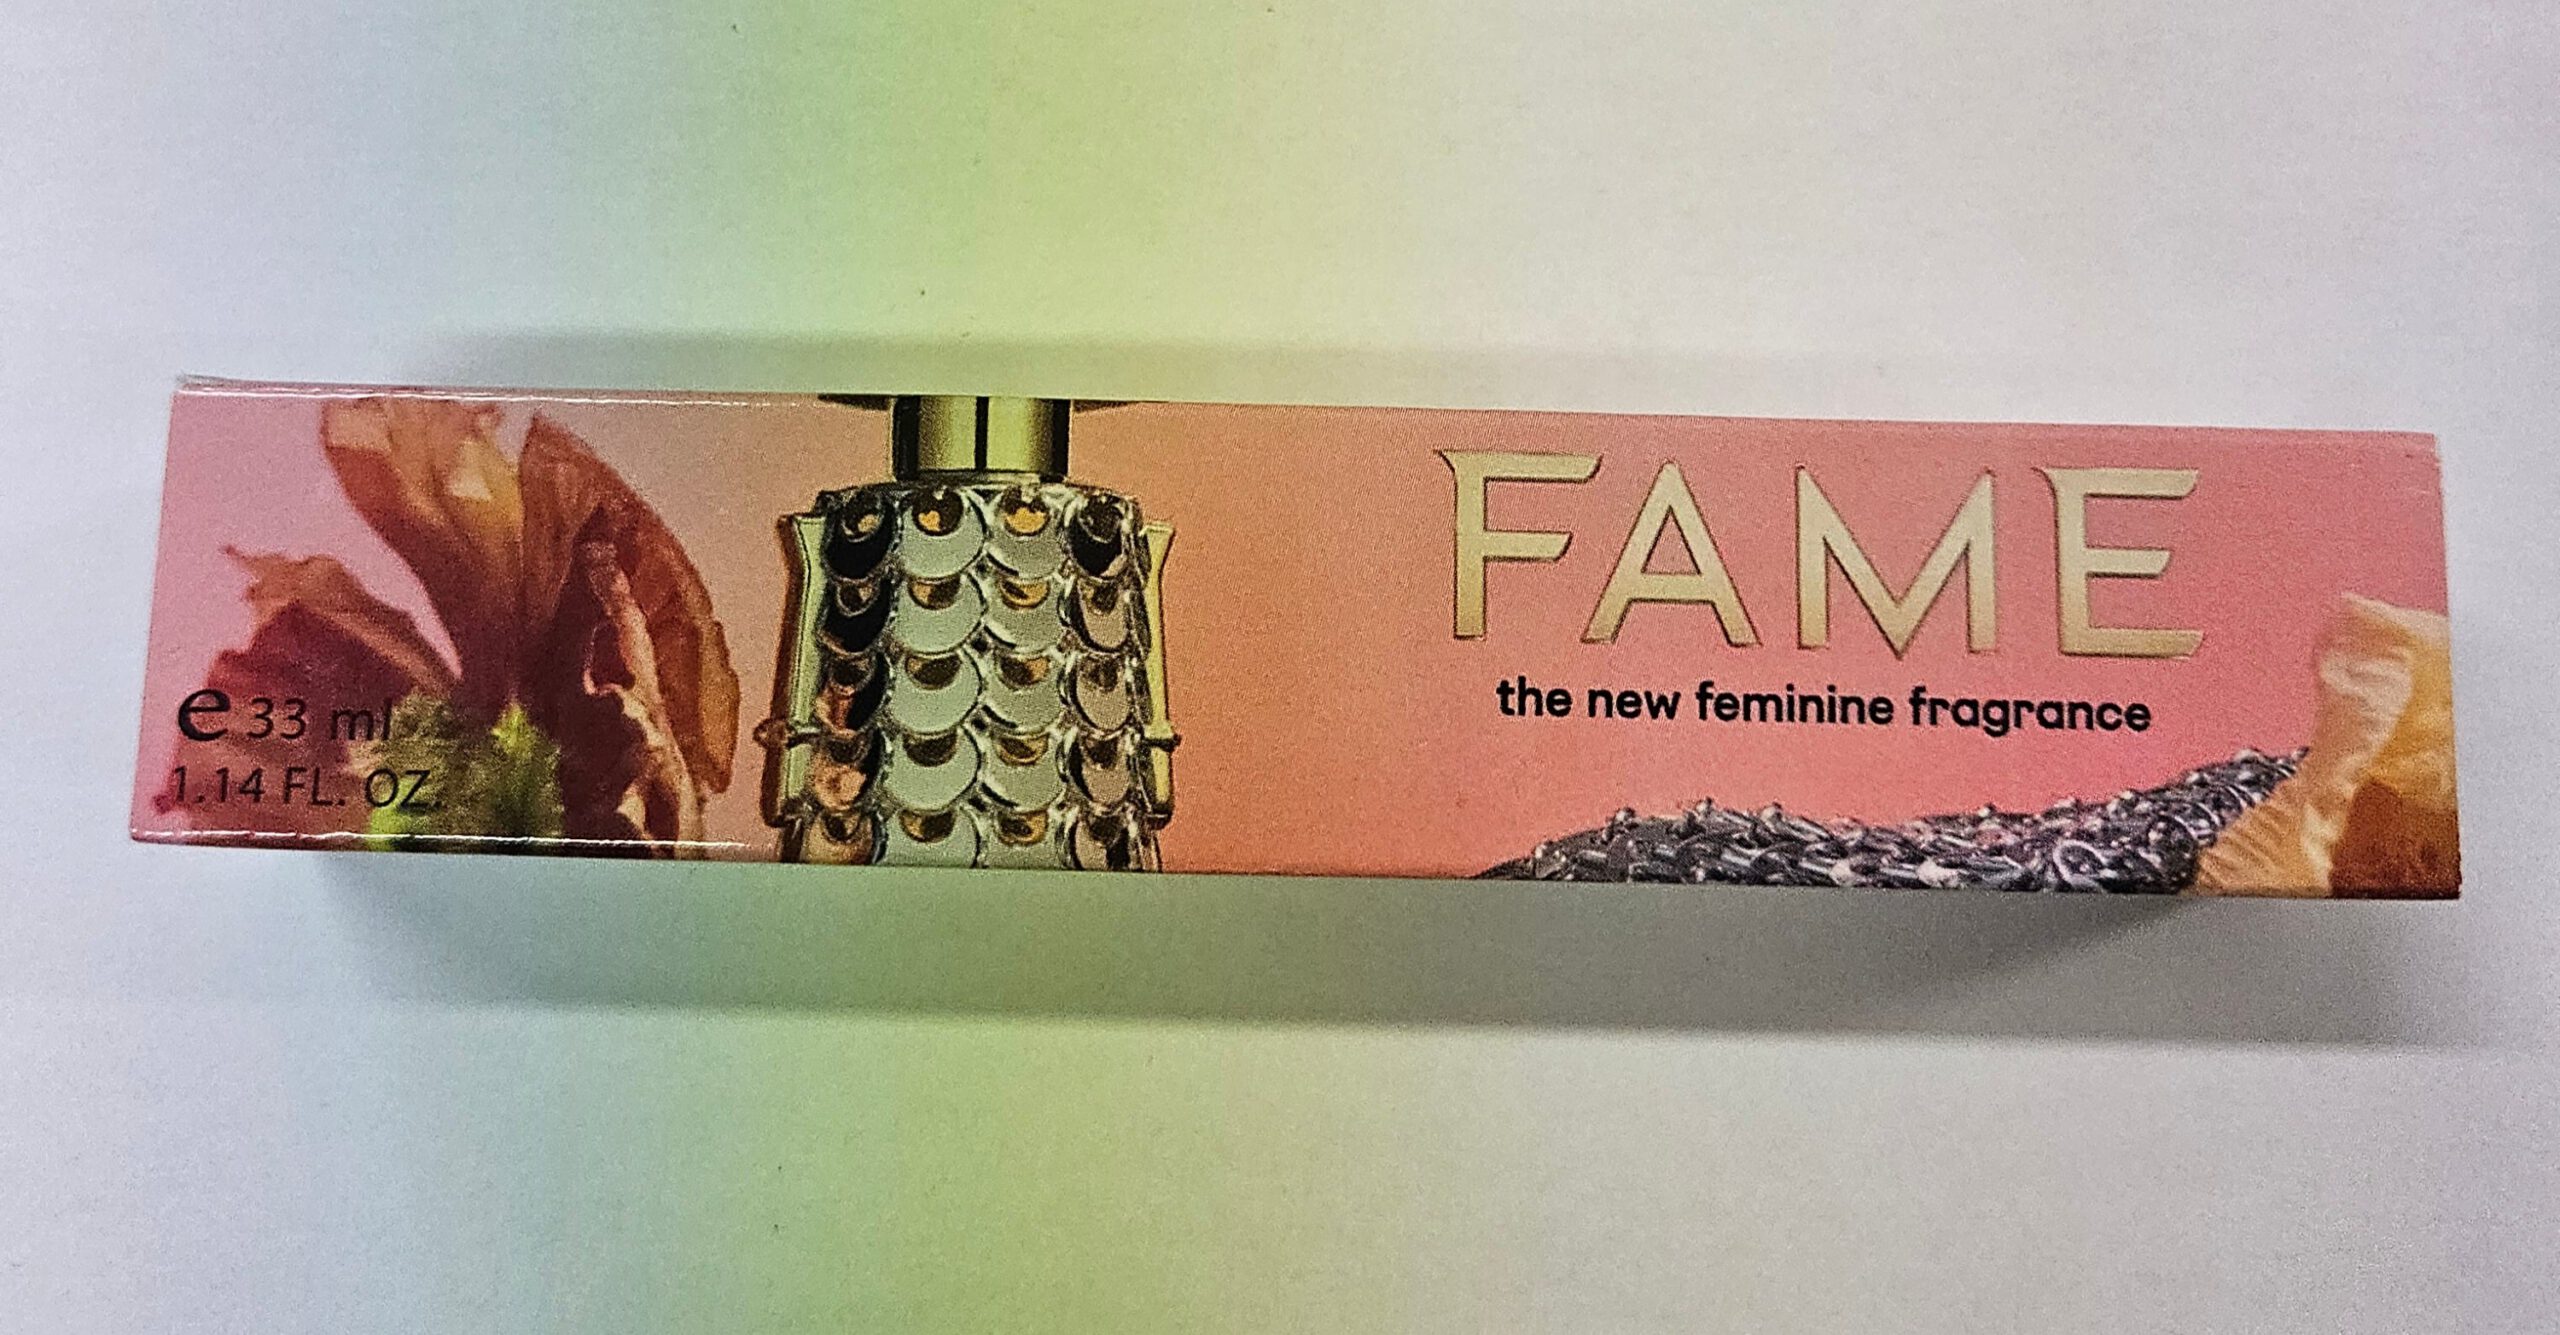 FAME
the new feminine fragrance
e 33 ml
1.14 FL. OZ.